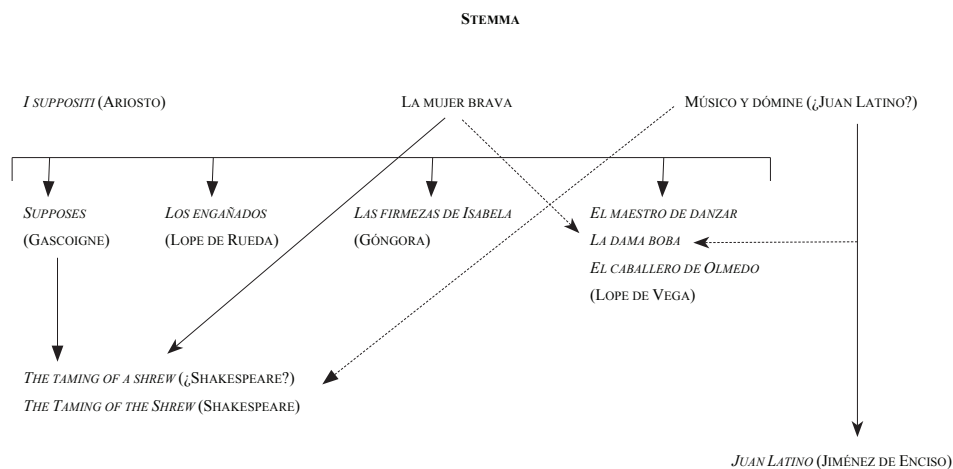 STEMMA
I SUPPOSITI (ARIOSTO)
LA MUJER BRAVA
MÚSICO Y DÓMINE (¿JUAN LATINO?)
SUPPOSES
(GASCOIGNE)
LOS ENGAÑADOS
(LOPE DE RUEDA)
LAS FIRMEZAS DE ISABELA
(GÓNGORA)
EL MAESTRO DE DANZAR
LA DAMA BOBA
EL CABALLERO DE OLMEDO
(LOPE DE VEGA)
THE TAMING OF A SHREW (¿SHAKESPEARE?)
THE TAMING OF THE SHREW (SHAKESPEARE)
JUAN LATINO (JIMÉNEZ DE ENCISO)